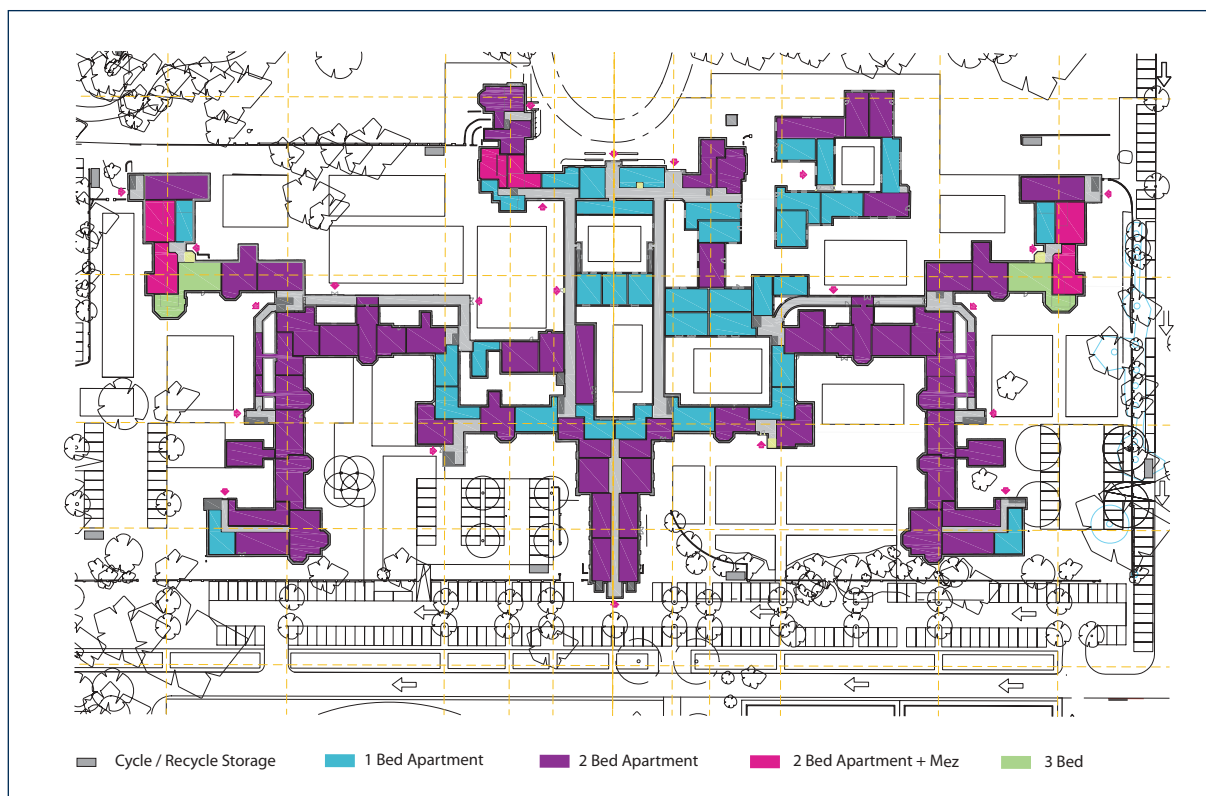 Cycle / Recycle Storage
1 Bed Apartment
2 Bed Apartment
2 Bed Apartment + Mez
3 Bed